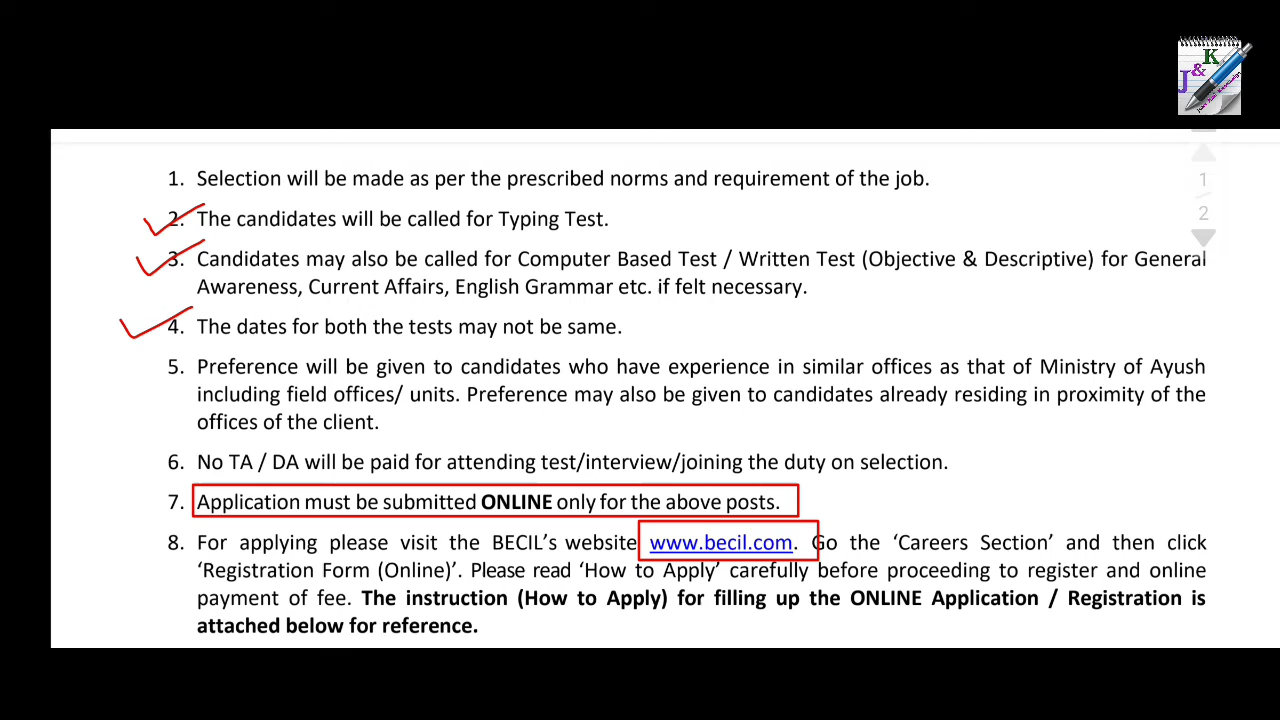 J & K
1. Selection will be made as per the prescribed norms and requirement of the job.
2. The candidates will be called for Typing Test.
3. Candidates may also be called for Computer Based Test / Written Test (Objective & Descriptive) for General
Awareness, Current Affairs, English Grammar etc. if felt necessary.
4. The dates for both the tests may not be same.
5. Preference will be given to candidates who have experience in similar offices as that of Ministry of Ayush
including field offices/ units. Preference may also be given to candidates already residing in proximity of the
offices of the client.
6. No TA / DA will be paid for attending test/interview/joining the duty on selection.
7. Application must be submitted ONLINE only for the above posts.
8. For applying please visit the BECIL’s website www.becil.com. Go the ‘Careers Section’ and then click
‘Registration Form (Online)’. Please read ‘How to Apply’ carefully before proceeding to register and online
payment of fee. The instruction (How to Apply) for filling up the ONLINE Application / Registration is
attached below for reference.
1
2